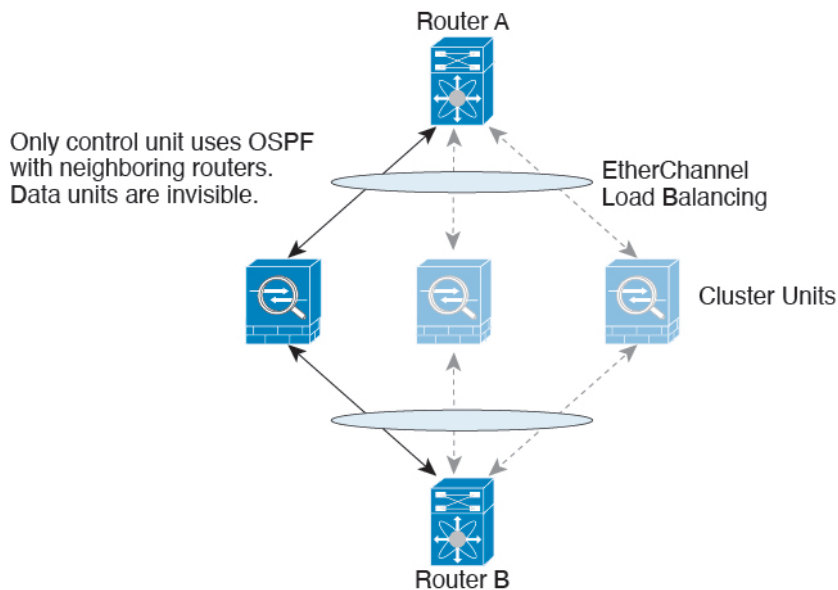 Router A
Only control unit uses OSPF
with neighboring routers.
Data units are invisible.
EtherChannel
Load Balancing
Cluster Units
Router B